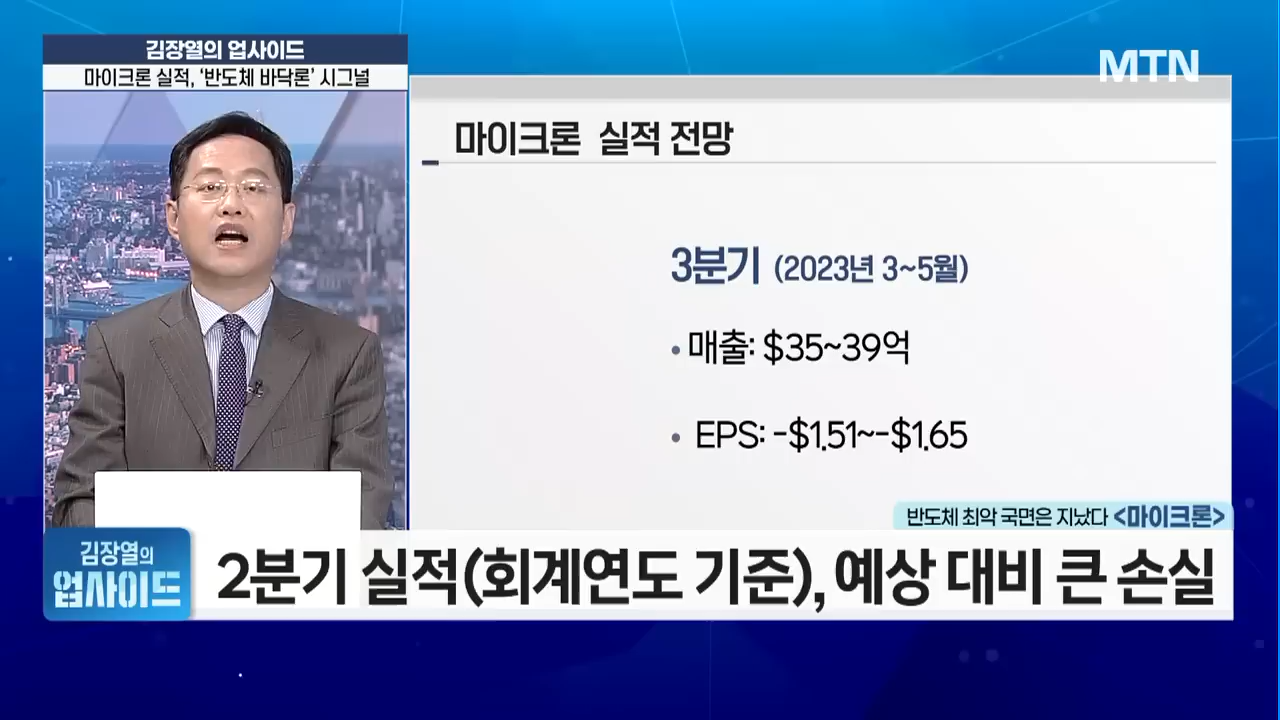 김장열의 업사이드
마이크론 실적, ‘반도체 바닥론’ 시그널
MTN
마이크론 실적 전망
3분기 (2023년 3~5월)
• 매출: $35~39억
• EPS: -$1.51~-$1.65
반도체 최악 국면은 지났다 <마이크론>
김장열의
업사이드
2분기 실적(회계연도 기준), 예상 대비 큰 손실